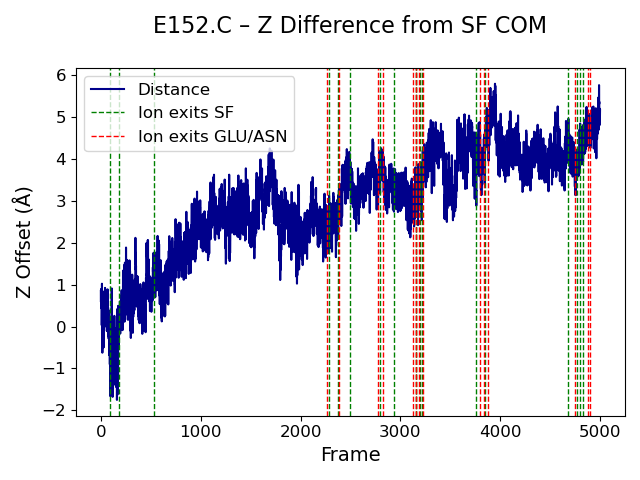 E152.C – Z Difference from SF COM
Distance
Ion exits SF
Ion exits GLU/ASN
Z Offset (Å)
6
5
4
3
2
1
0
−1
−2
0 1000 2000 3000 4000 5000
Frame